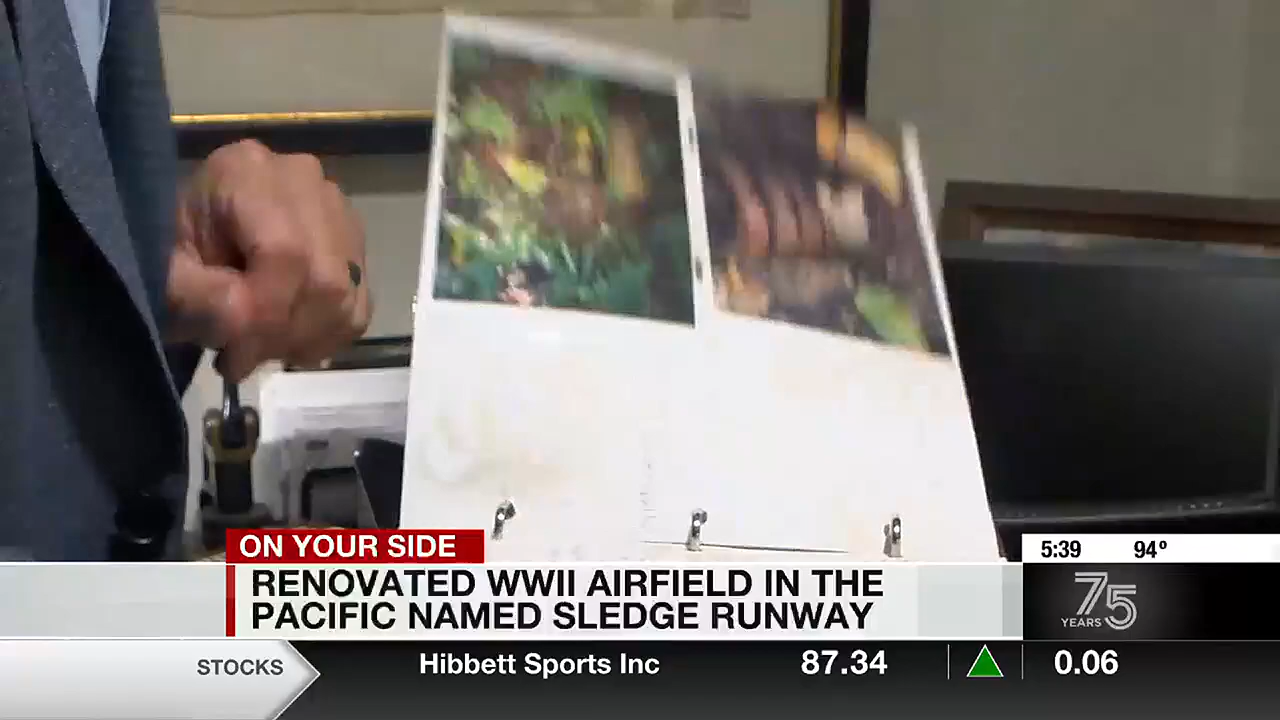 ON YOUR SIDE
RENOVATED WWII AIRFIELD IN THE
PACIFIC NAMED SLEDGE RUNWAY
5:39 94°
75
YEARS
STOCKS Hibbett Sports Inc 87.34 0.06